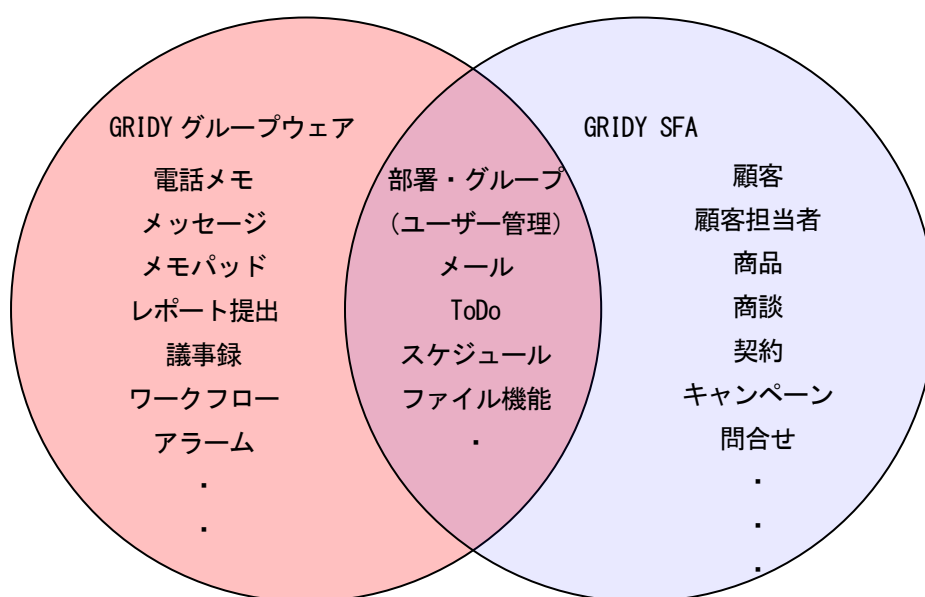 GRIDY グループウェア
電話メモ
メッセージ
メモパッド
レポート提出
議事録
ワークフロー
アラーム
・
・
部署・グループ
(ユーザー管理)
メール
ToDo
スケジュール
ファイル機能
・
GRIDY SFA
顧客
顧客担当者
商品
商談
契約
キャンペーン
問合せ
・
・
・